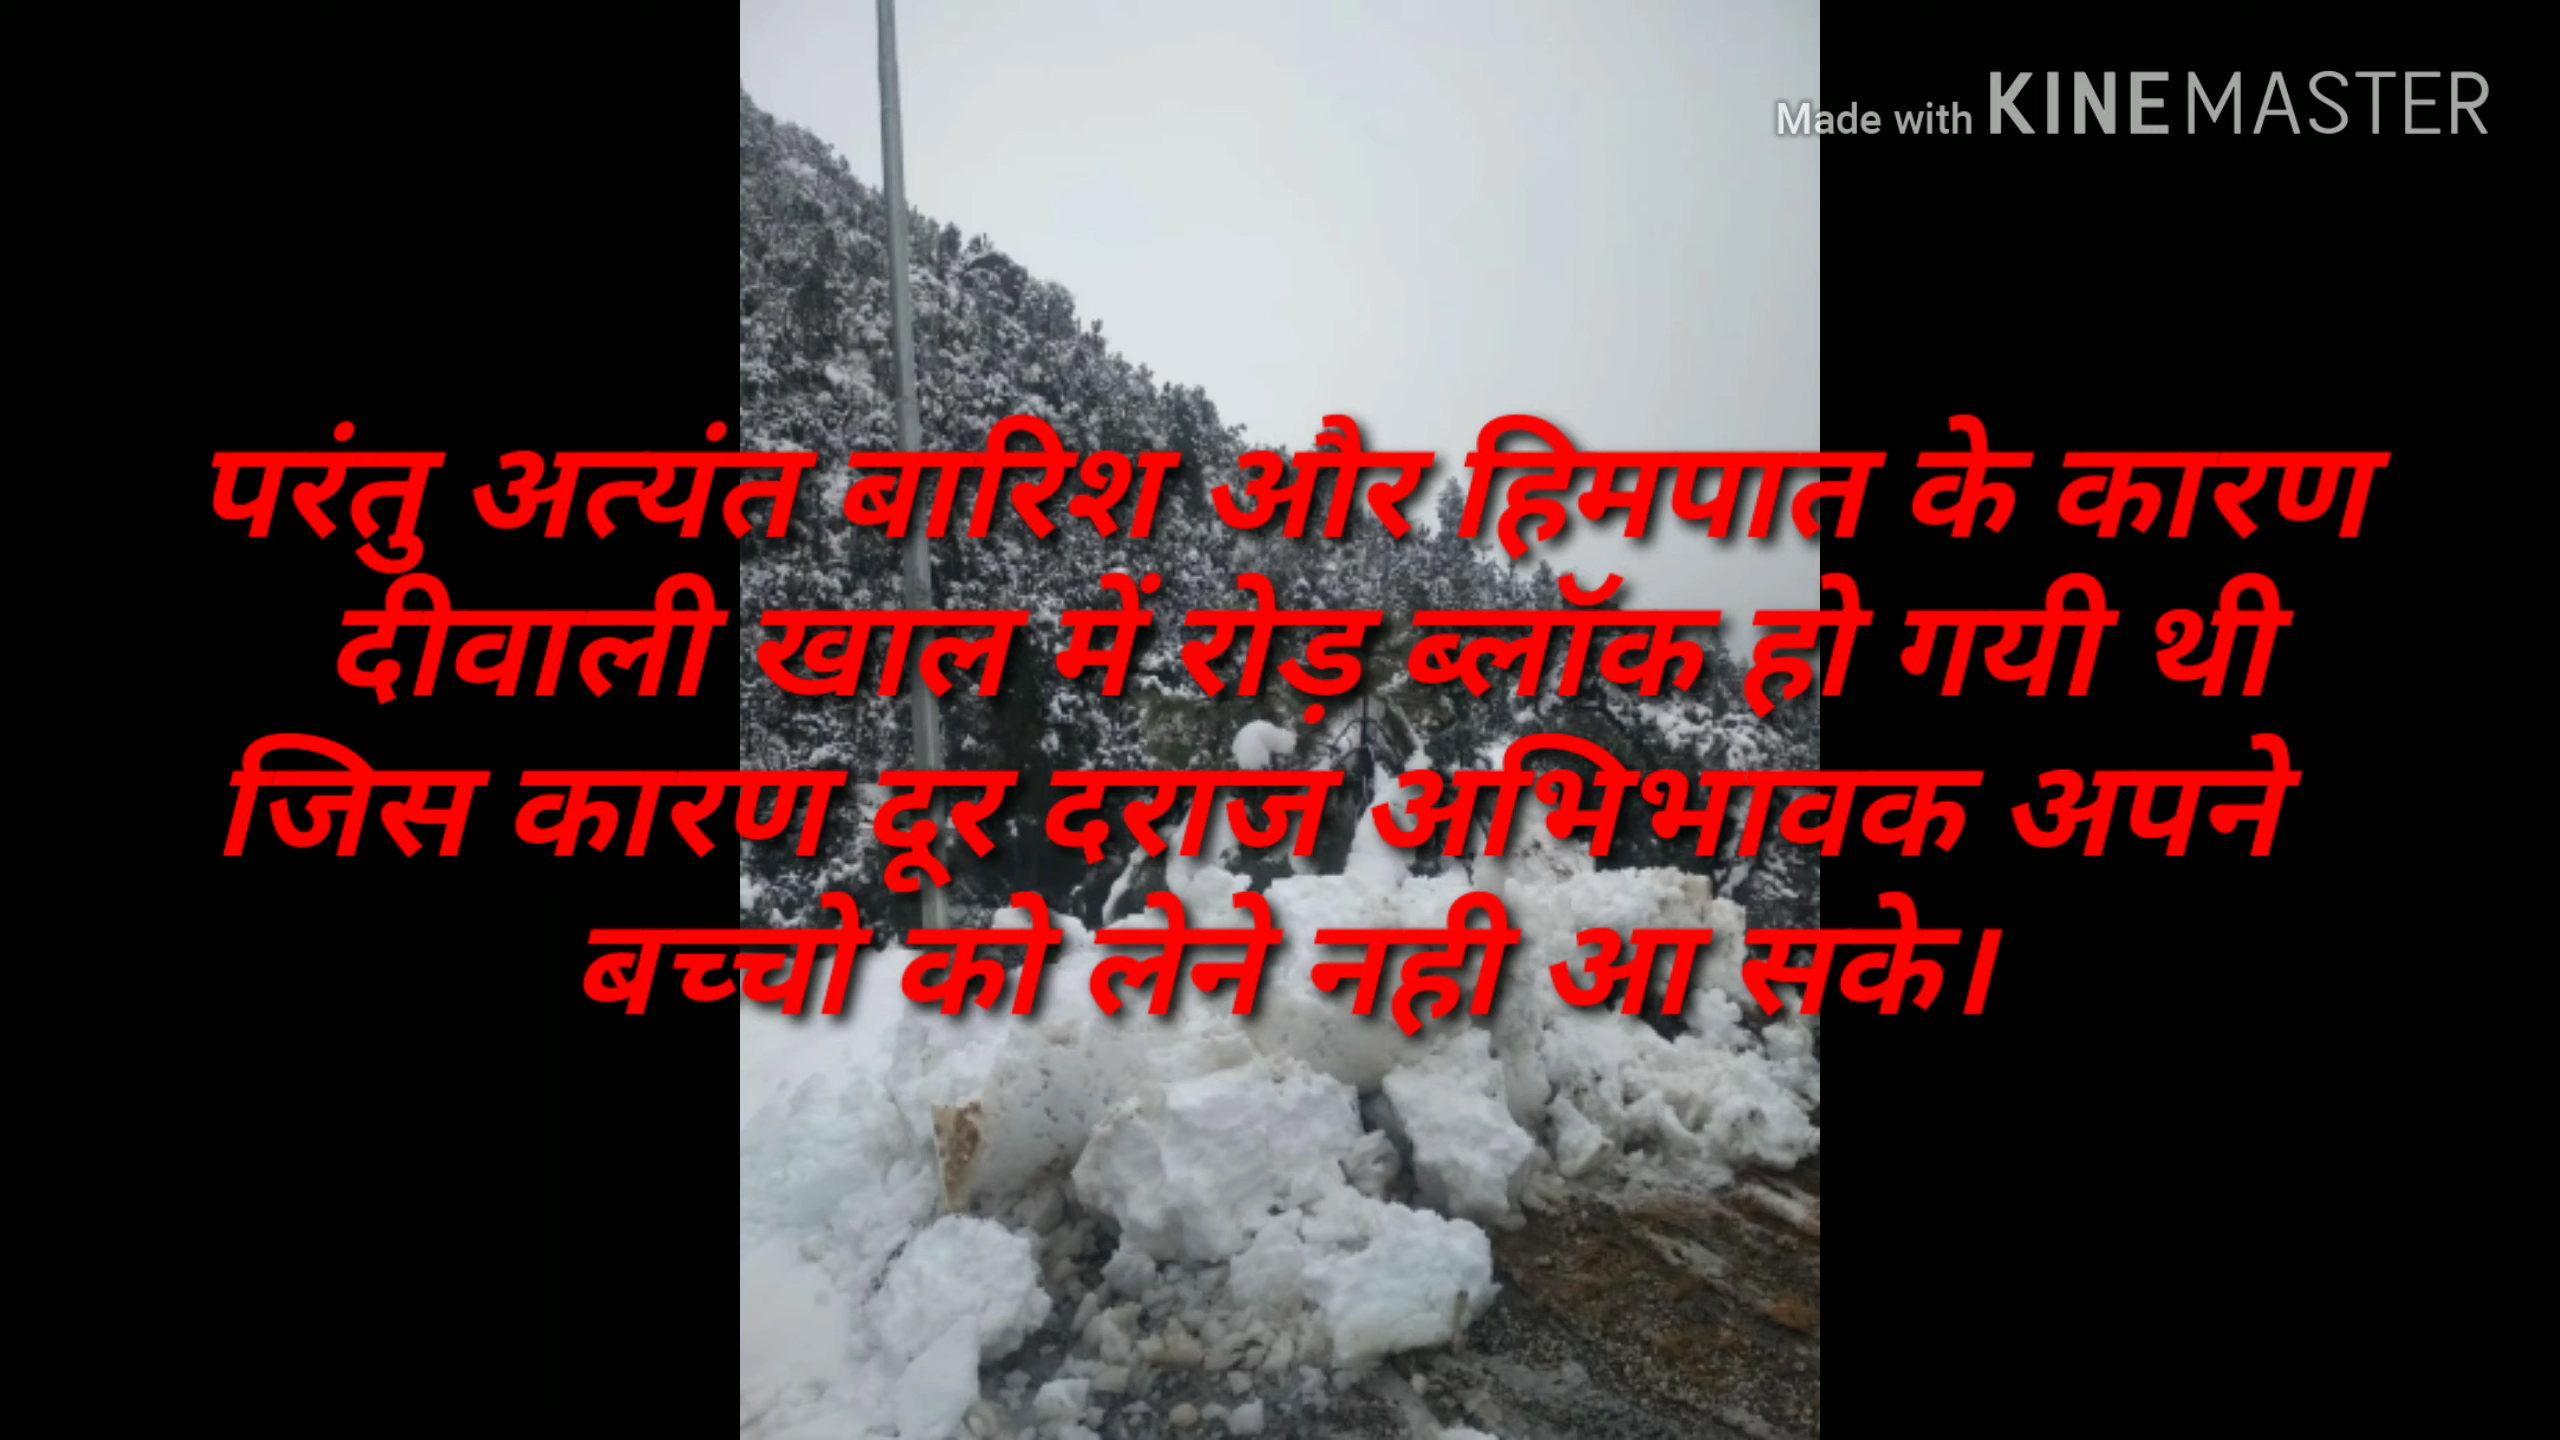 Made with KINEMASTER
परंतु अत्यंत बारिश और हिमपात के कारण
दीवाली खाल में रोड़ ब्लॉक हो गयी थी
जिस कारण दूर दराज़ अभिभावक अपने
बच्चो को लेने नही आ सके।